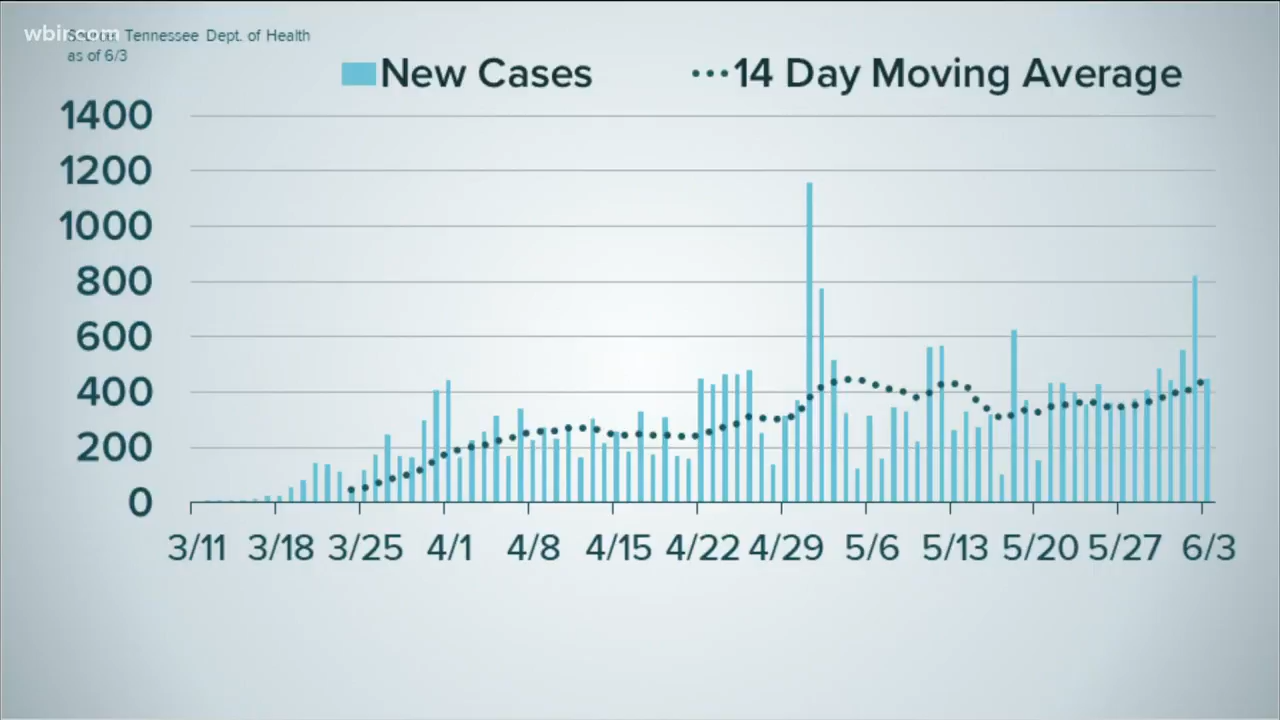 wbir.com
Tennessee Dept. of Health
as of 6/3
New Cases
14 Day Moving Average
1400
1200
1000
800
600
400
200
0
3/11 3/18 3/25 4/1 4/8 4/15 4/22 4/29 5/6 5/13 5/20 5/27 6/3